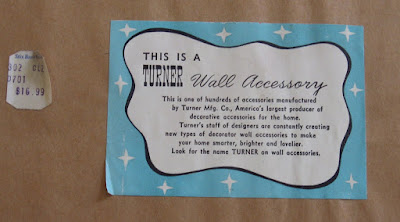 302 052
0701
$16.99
THIS IS A
TURNER Wall Accessory
This is one of hundreds of accessories manufactured
by Turner Mfg. Co., America's largest producer of
decorative accessories for the home.
Turner's staff of designers are constantly creating
new types of decorator wall accessories to make
your home smarter, brighter and lovelier.
Look for the name TURNER on wall accessories.